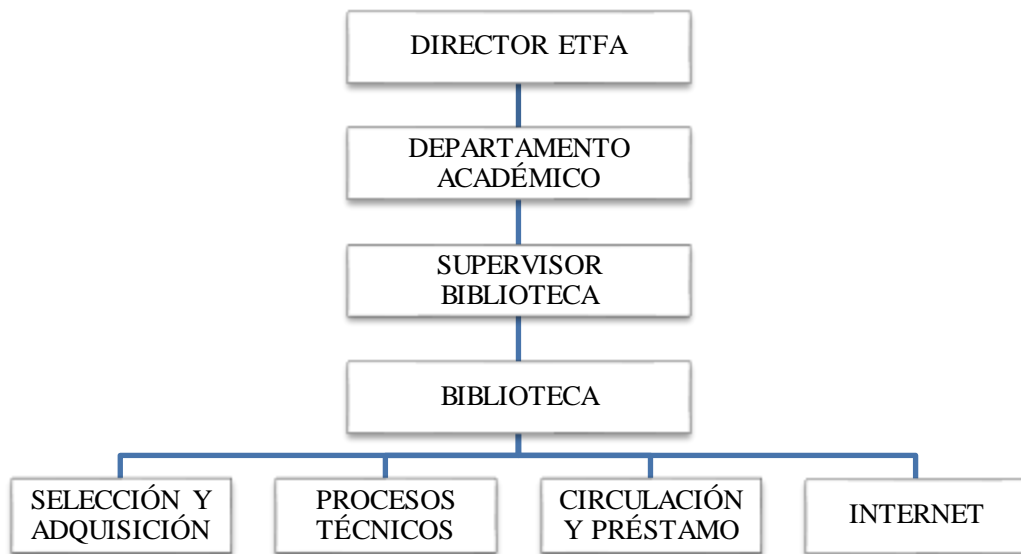 DIRECTOR ETFA
DEPARTAMENTO
ACADÉMICO
SUPERVISOR
BIBLIOTECA
BIBLIOTECA
SELECCIÓN Y
ADQUISICIÓN
PROCESOS
TÉCNICOS
CIRCULACIÓN
Y PRÉSTAMO
INTERNET